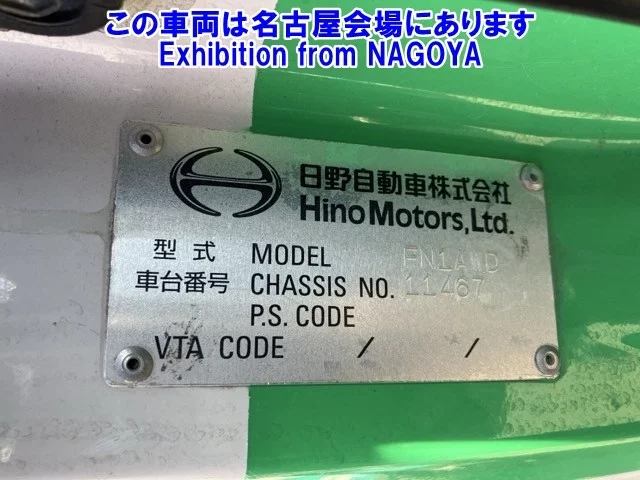 この車両は名古屋会場にあります
Exhibition from NAGOYA
日野自動車株式会社
Hino Motors, Ltd.
型式 MODEL FN1AWD
車台番号 CHASSIS NO. 11467
P.S. CODE
VTA CODE / /